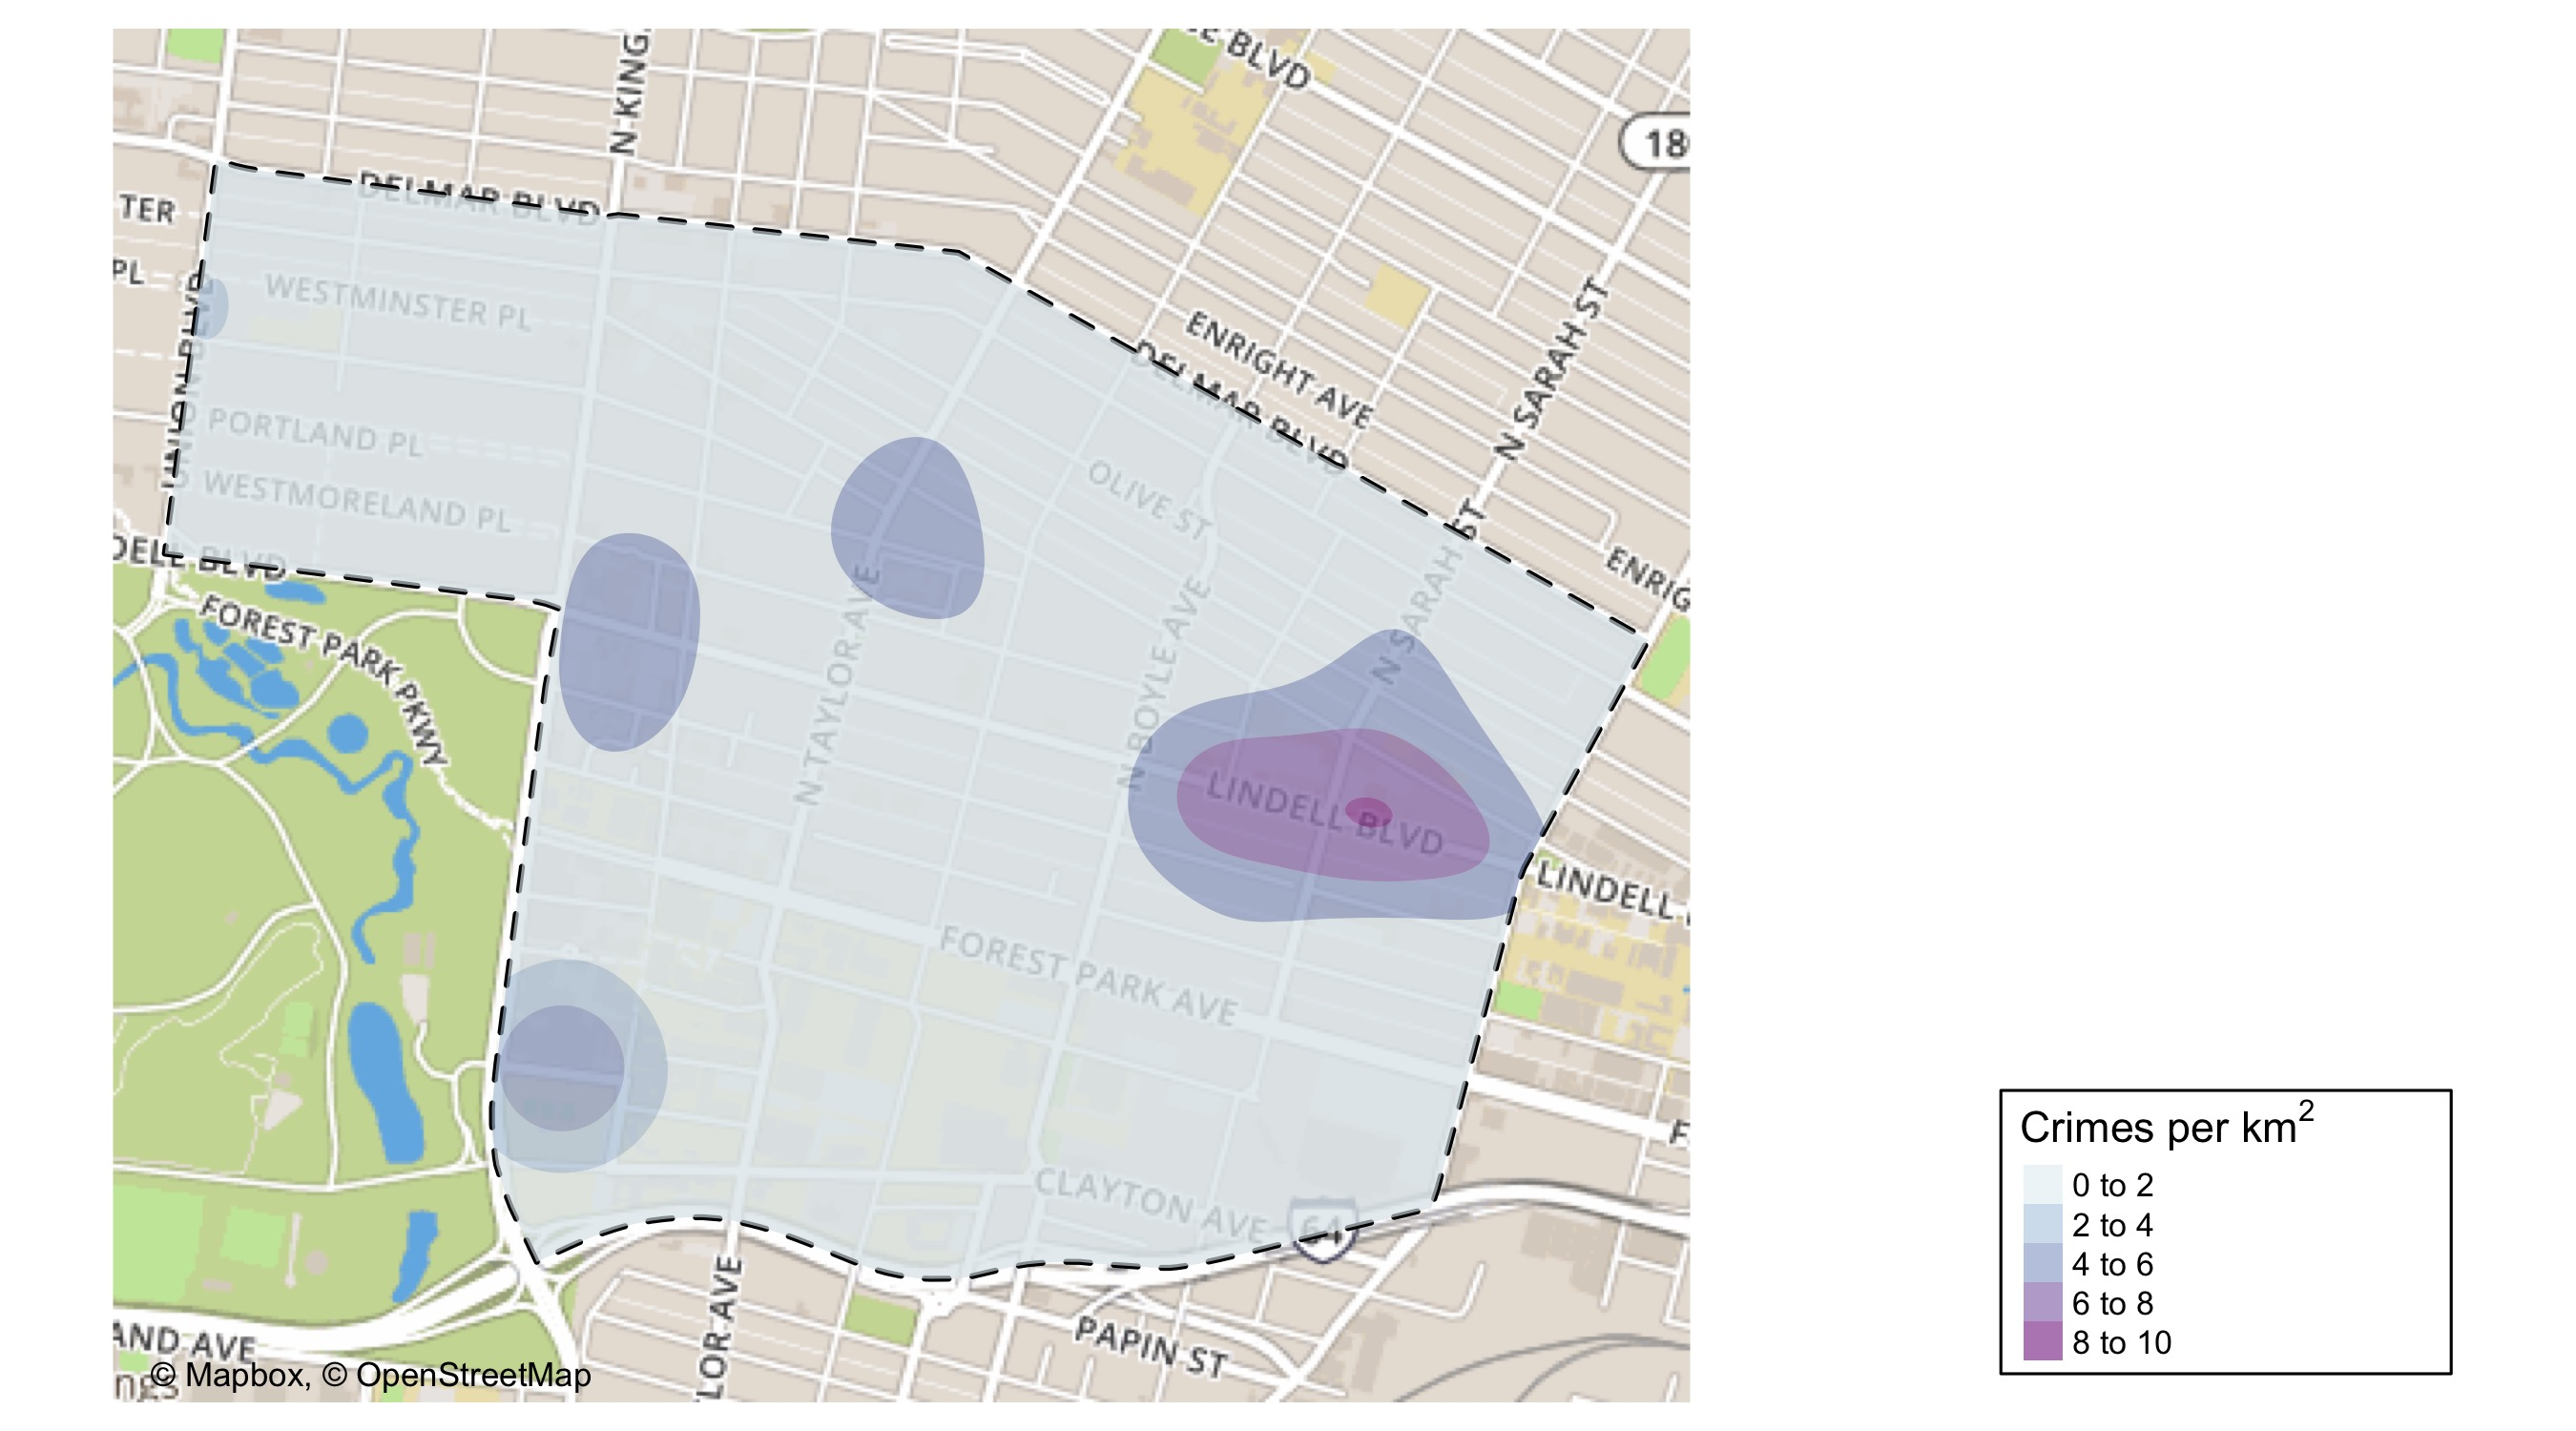 BLVD
N KING
18
DELMAR BLVD
TER
PL
WESTMINSTER PL
ENRIGHT AVE
DELMAR BLVD
N SARAH ST
PORTLAND PL
WESTMORELAND PL
OLIVE ST
DELL BLVD
ENRIG
FOREST PARK PKWY
N TAYLOR AVE
N BOYLE AVE
N SARAH ST
LINDELL BLVD
LINDELL
FOREST PARK AVE
CLAYTON AVE
64
LOR AVE
PAPIN ST
AND AVE
© Mapbox, © OpenStreetMap
Crimes per km²
0 to 2
2 to 4
4 to 6
6 to 8
8 to 10